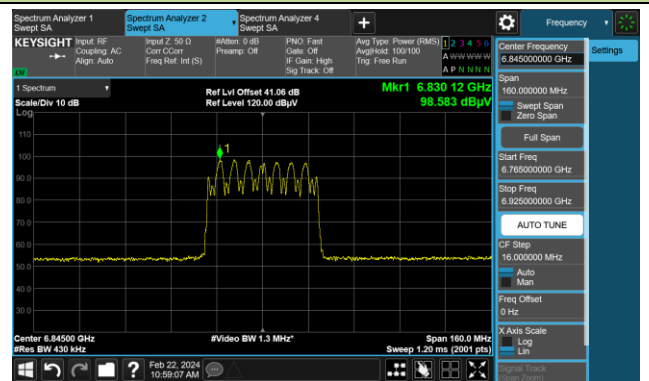 Spectrum Analyzer 1
Swept SA
Spectrum Analyzer 2
Swept SA
Spectrum Analyzer 4
Swept SA
Frequency
KEYSIGHT
Input: RF
Coupling: AC
Align: Auto
Input Z: 50 Ω
Corr CCorr
Freq Ref: Int (S)
#Atten: 0 dB
Preamp: Off
PNO: Fast
Gate: Off
IF Gain: High
Sig Track: Off
Avg Type: Power (RMS)
Avg|Hold: 100/100
Trig: Free Run
1 2 3 4 5 6
A W W W W W
A P N N N N
LV
1 Spectrum
Scale/Div 10 dB
Log
Ref Lvl Offset 41.06 dB
Ref Level 120.00 dBµV
Mkr1 6.830 12 GHz
98.583 dBµV
1
110
100
90.0
80.0
70.0
60.0
50.0
40.0
30.0
Center 6.84500 GHz
#Res BW 430 kHz
#Video BW 1.3 MHz*
Span 160.0 MHz
Sweep 1.20 ms (2001 pts)
Center Frequency
6.845000000 GHz
Settings
Span
160.000000 MHz
Swept Span
Zero Span
Full Span
Start Freq
6.765000000 GHz
Stop Freq
6.925000000 GHz
AUTO TUNE
CF Step
16.000000 MHz
Auto
Man
Freq Offset
0 Hz
X Axis Scale
Log
Lin
Signal Track
(Span Zoom)
?
Feb 22, 2024
10:59:07 AM